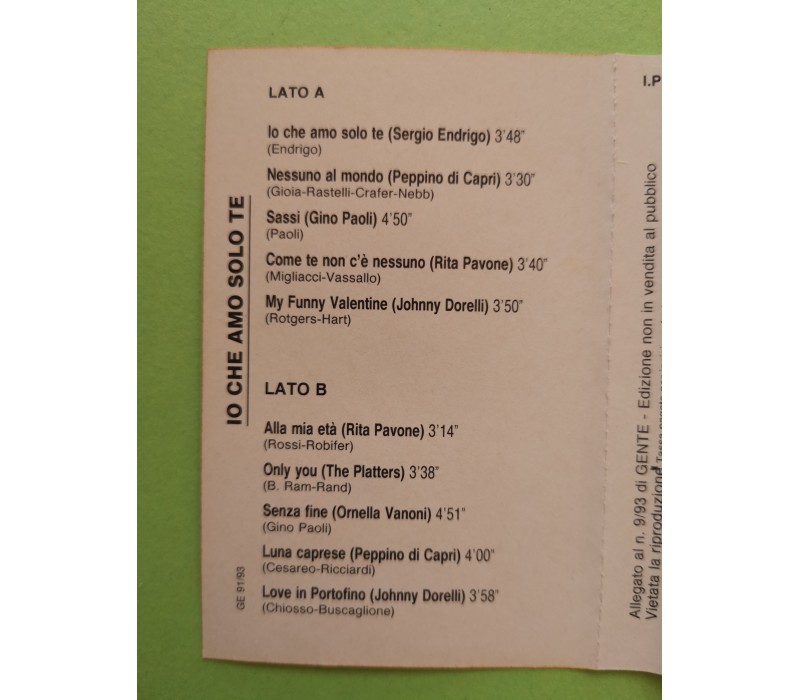 LATO A
Io che amo solo te (Sergio Endrigo) 3'48"
(Endrigo)
Nessuno al mondo (Peppino di Capri) 3'30"
(Gioia-Rastelli-Crafer-Nebb)
Sassi (Gino Paoli) 4'50"
(Paoli)
Come te non c'è nessuno (Rita Pavone) 3'40"
(Migliacci-Vassallo)
My Funny Valentine (Johnny Dorelli) 3'50"
(Rotgers-Hart)
LATO B
Alla mia età (Rita Pavone) 3'14"
(Rossi-Robifer)
Only you (The Platters) 3'38"
(B. Ram-Rand)
Senza fine (Ornella Vanoni) 4'51"
(Gino Paoli)
Luna caprese (Peppino di Capri) 4'00"
(Cesareo-Ricciardi)
Love in Portofino (Johnny Dorelli) 3'58"
(Chiosso-Buscaglione)
IO CHE AMO SOLO TE
GE 91/93
I.P
Allegato al n. 9/93 di GENTE - Edizione non in vendita al pubblico
Vietata la riproduzione